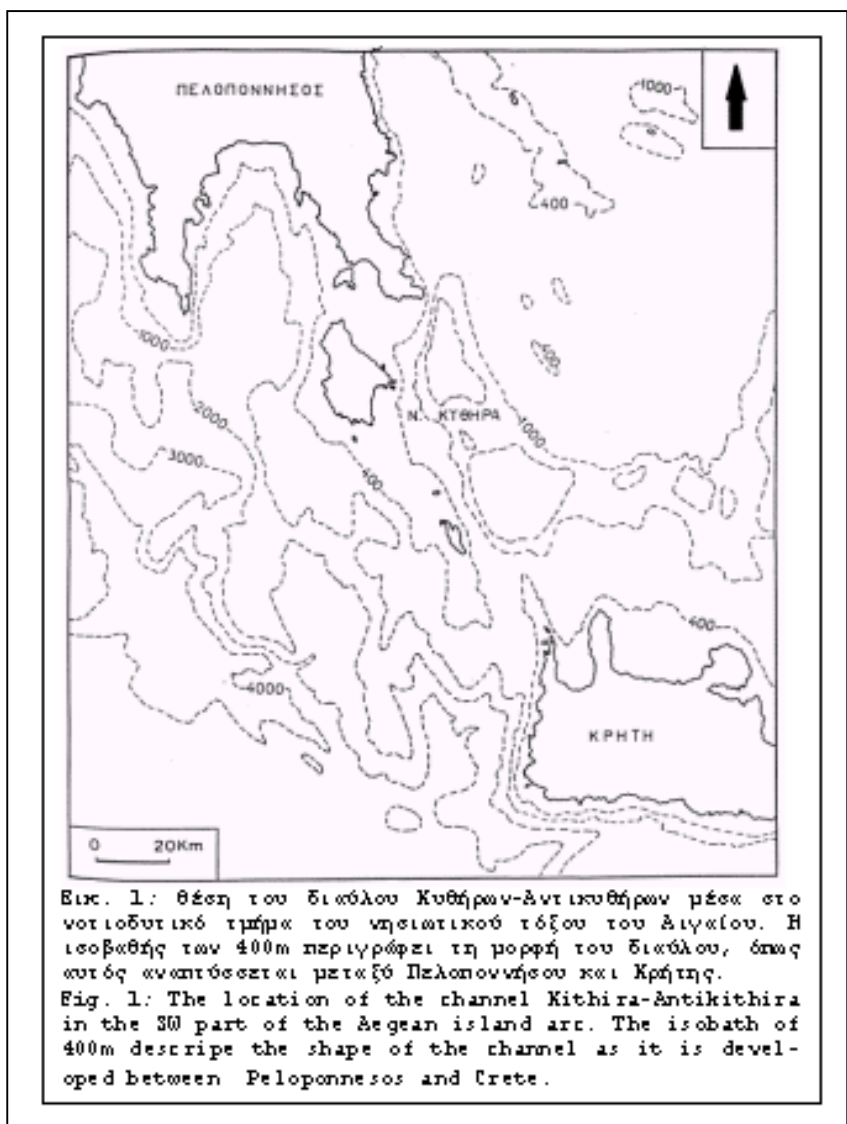 ΠΕΛΟΠΟΝΝΗΣΟΣ
1000
400
400
1000
2000
3000
Ν. ΚΤΘΗΡΑ
1000
400
400
4000
ΚΡΗΤΗ
0 20Km
Εικ. 1: Θέση του διαύλου Κυθήρων-Αντικυθήρων μέσα στο
νοτιοδυτικό τμήμα του νησιωτικού τόξου του Αιγαίου. Η
ισοβαθής των 400m περιγράφει τη μορφή του διαύλου, όπως
αυτός αναπτύσσεται μεταξύ Πελοποννήσου και Κρήτης.
Fig. 1: The location of the channel Kithira-Antikithira
in the SW part of the Aegean island arc. The isobath of
400m descripe the shape of the channel as it is devel-
oped between Peloponnesos and Crete.